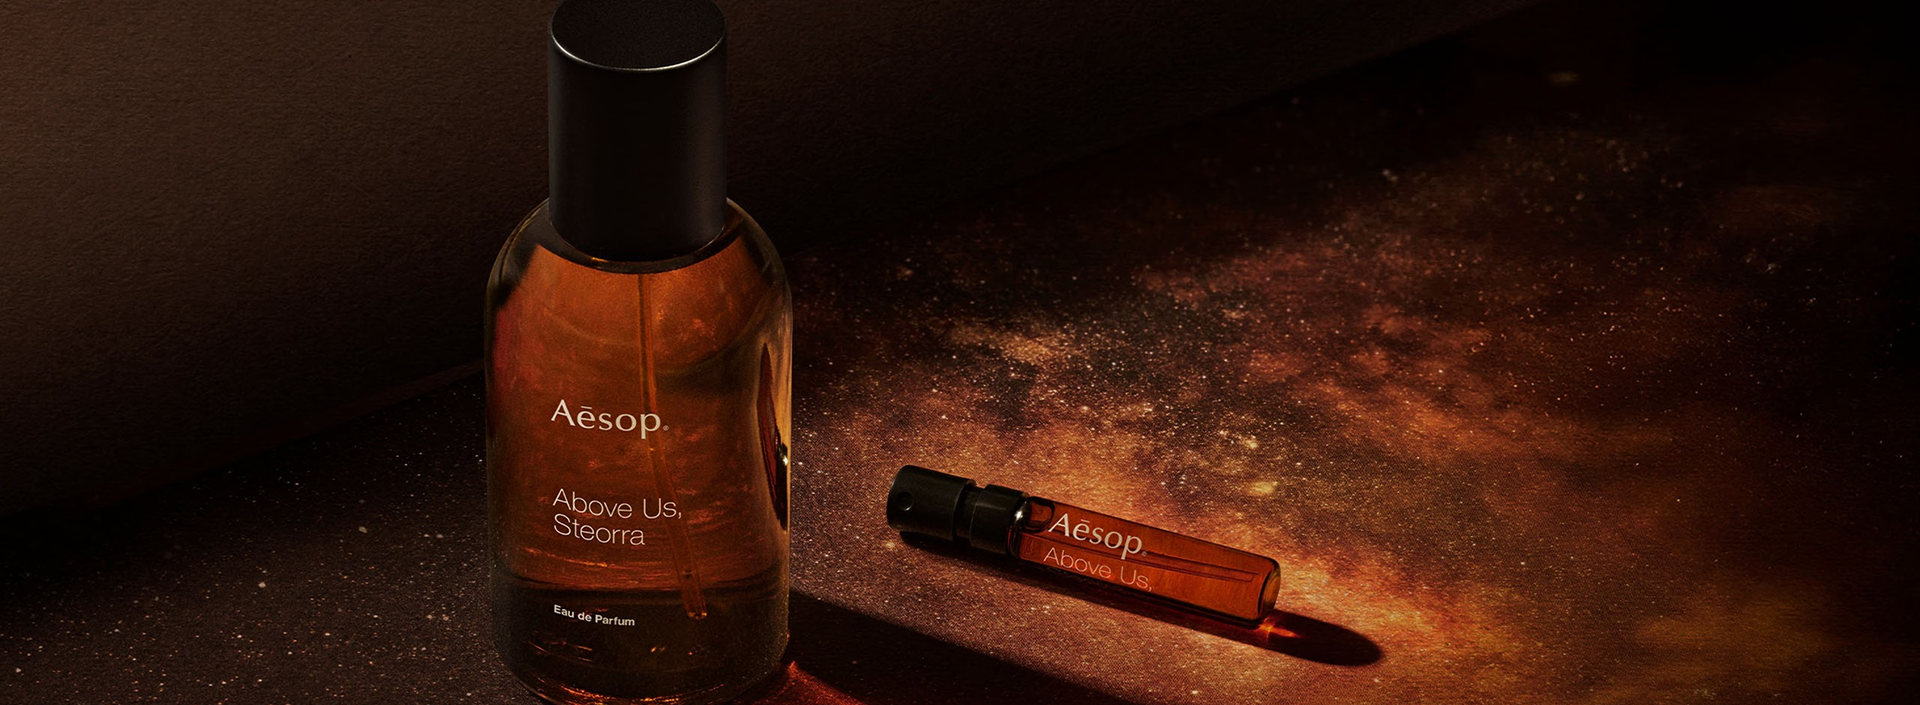 Aēsop.
Above Us,
Steorra
Eau de Parfum
Aēsop.
Above Us,